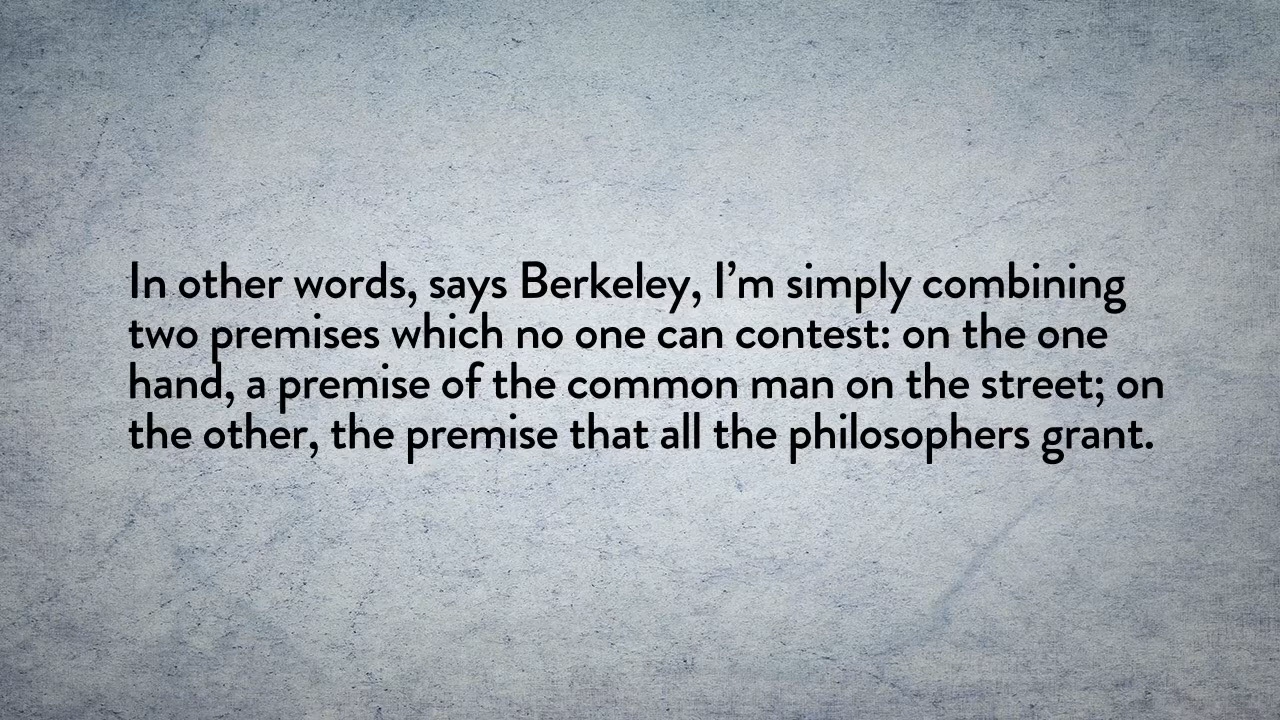 In other words, says Berkeley, I’m simply combining
two premises which no one can contest: on the one
hand, a premise of the common man on the street; on
the other, the premise that all the philosophers grant.